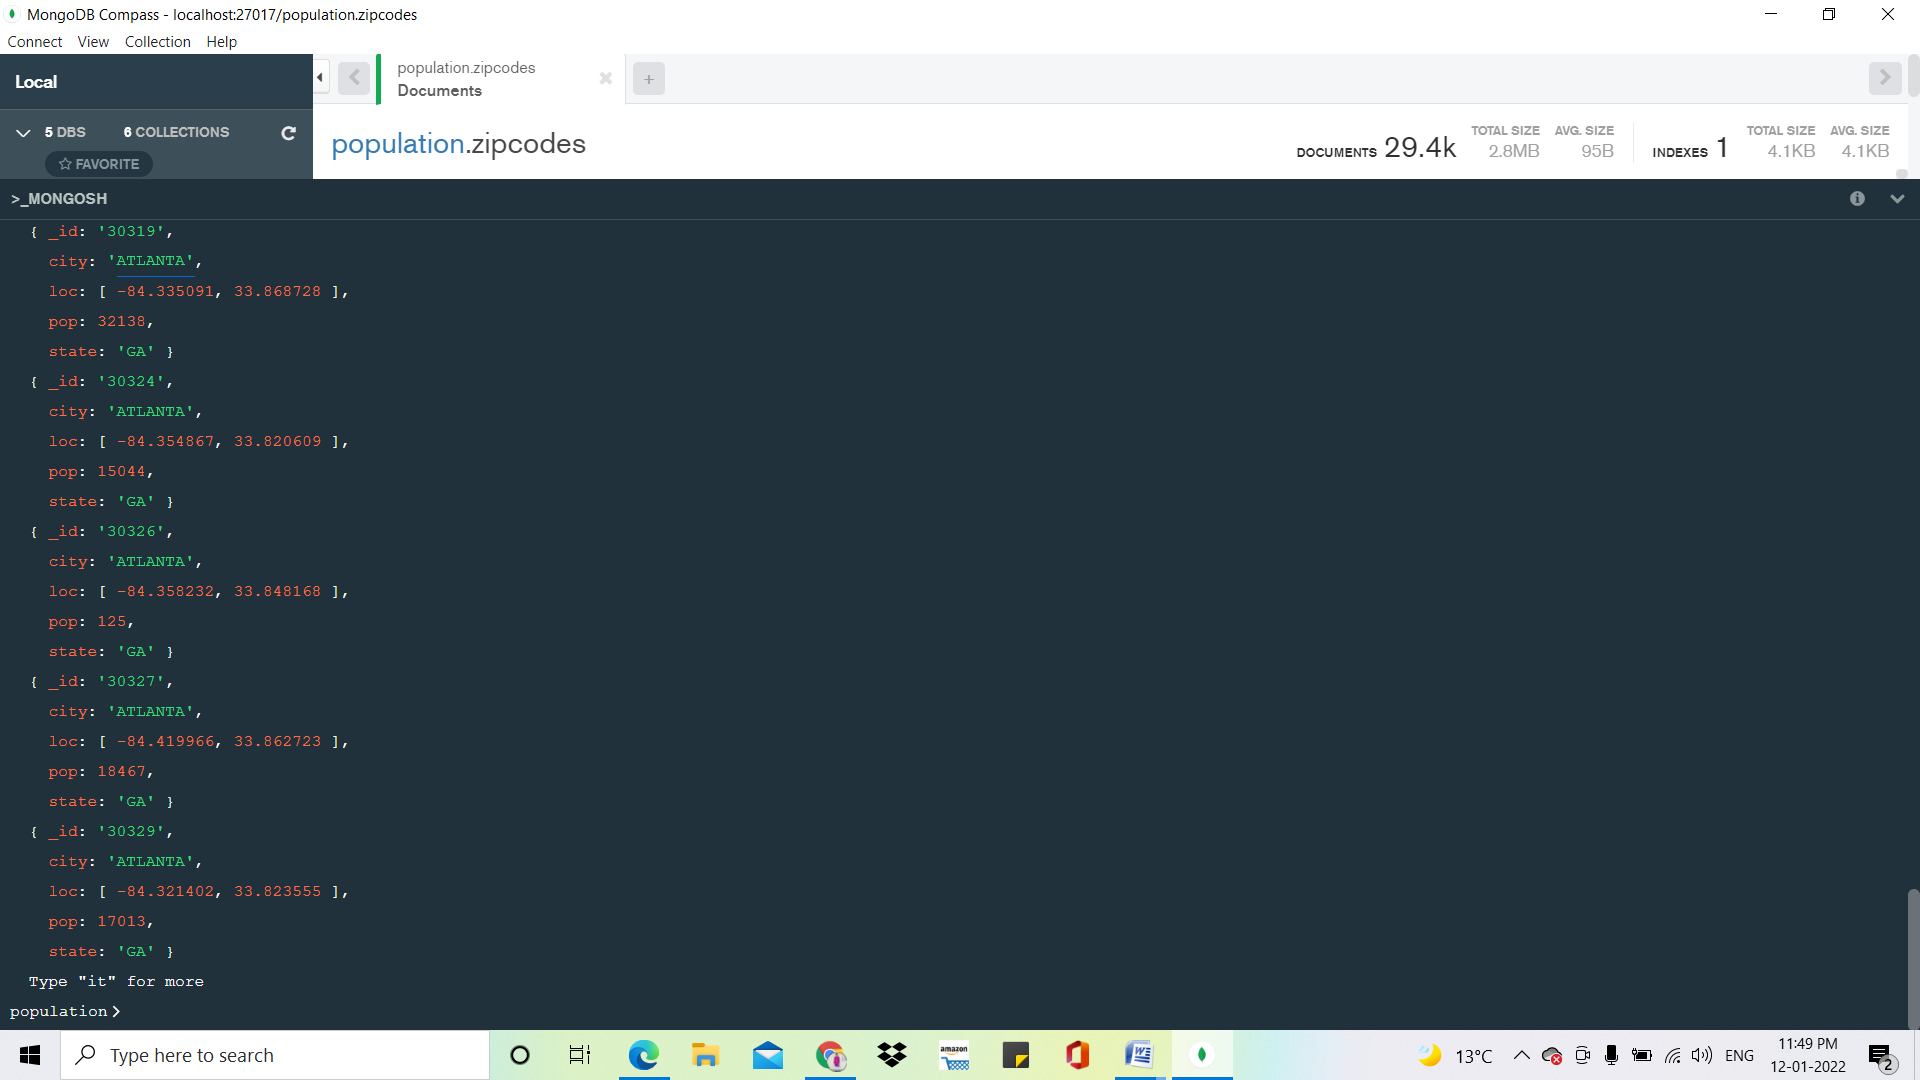 MongoDB Compass - localhost:27017/population.zipcodes
Connect View Collection Help
Local
population.zipcodes
Documents
5 DBS 6 COLLECTIONS
FAVORITE
population.zipcodes
DOCUMENTS 29.4k
TOTAL SIZE AVG. SIZE
2.8MB 95B
INDEXES 1
TOTAL SIZE AVG. SIZE
4.1KB 4.1KB
>_MONGOSH
{ _id: '30319',
city: 'ATLANTA',
loc: [ -84.335091, 33.868728 ],
pop: 32138,
state: 'GA' }
{ _id: '30324',
city: 'ATLANTA',
loc: [ -84.354867, 33.820609 ],
pop: 15044,
state: 'GA' }
{ _id: '30326',
city: 'ATLANTA',
loc: [ -84.358232, 33.848168 ],
pop: 125,
state: 'GA' }
{ _id: '30327',
city: 'ATLANTA',
loc: [ -84.419966, 33.862723 ],
pop: 18467,
state: 'GA' }
{ _id: '30329',
city: 'ATLANTA',
loc: [ -84.321402, 33.823555 ],
pop: 17013,
state: 'GA' }
Type "it" for more
population>
Type here to search
amazon
13°C
ENG
11:49 PM
12-01-2022
2